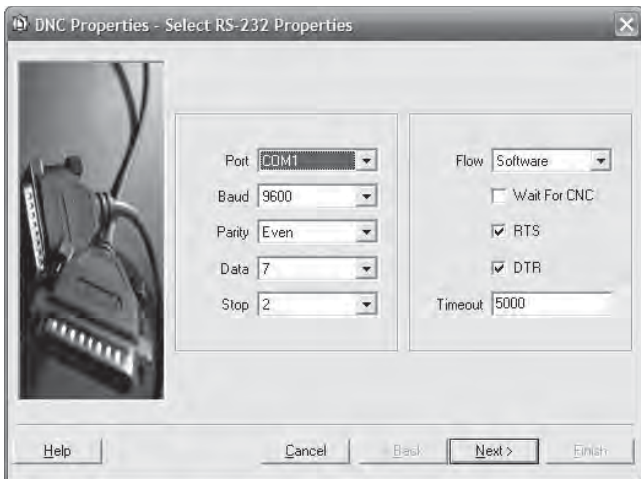 DNC Properties - Select RS-232 Properties
Port COM1
Baud 9600
Parity Even
Data 7
Stop 2
Flow Software
Wait For CNC
RTS
DTR
Timeout 5000
Help
Cancel
< Back
Next >
Finish